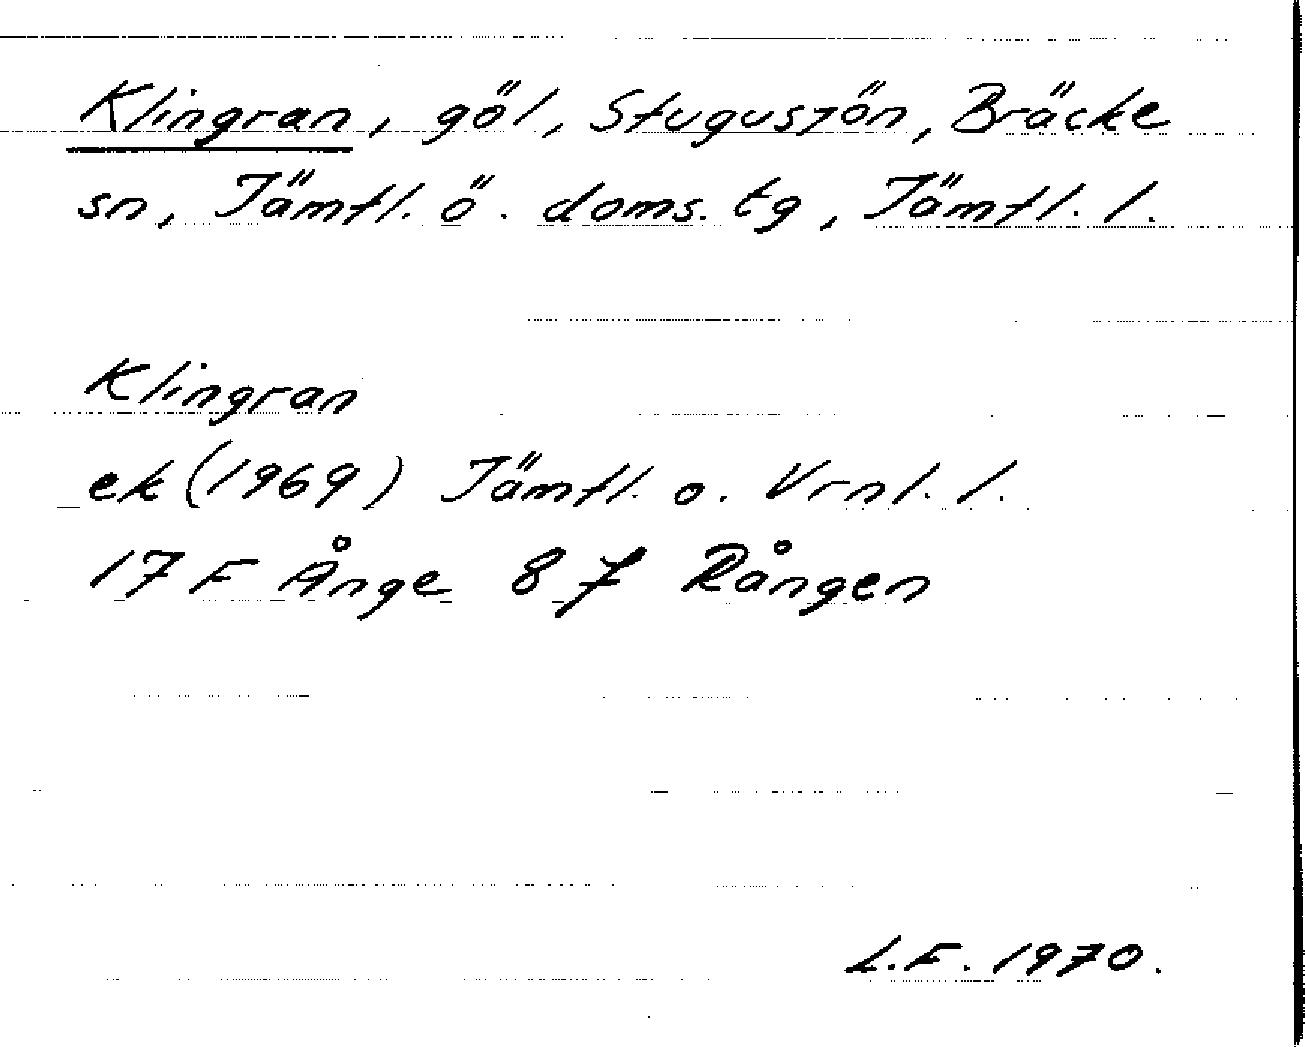 Klingran, göl, Stugusjön, Bräcke
sn, Jämtl. ö. doms. tg, Jämtl. l.
Klingran
ek (1969) Jämtl. o. Vrnl. l.
17 F Ånge 8 f Rången
L.F. 1970.